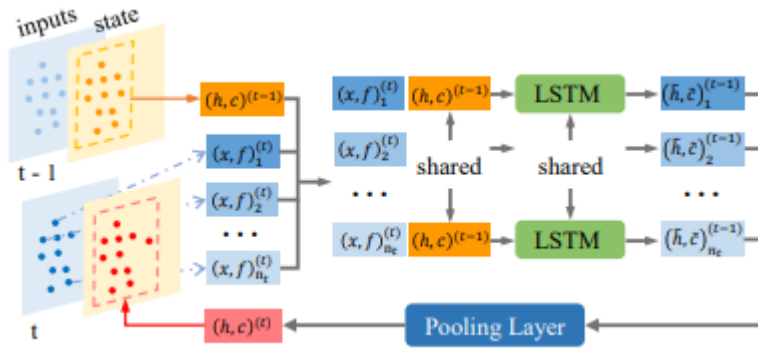 inputs state
(h, c)^(t−1)
(x, f)_1^(t)
(x, f)_2^(t)
...
(x, f)_{n_t}^(t)
t - 1
t
(x, f)_1^(t) (h, c)^(t−1) LSTM (h̄, c̄)_1^(t−1)
(x, f)_2^(t) shared shared (h̄, c̄)_2^(t−1)
... ...
(x, f)_{n_t}^(t) (h, c)^(t−1) LSTM (h̄, c̄)_{n_t}^(t−1)
(h, c)^(t) Pooling Layer